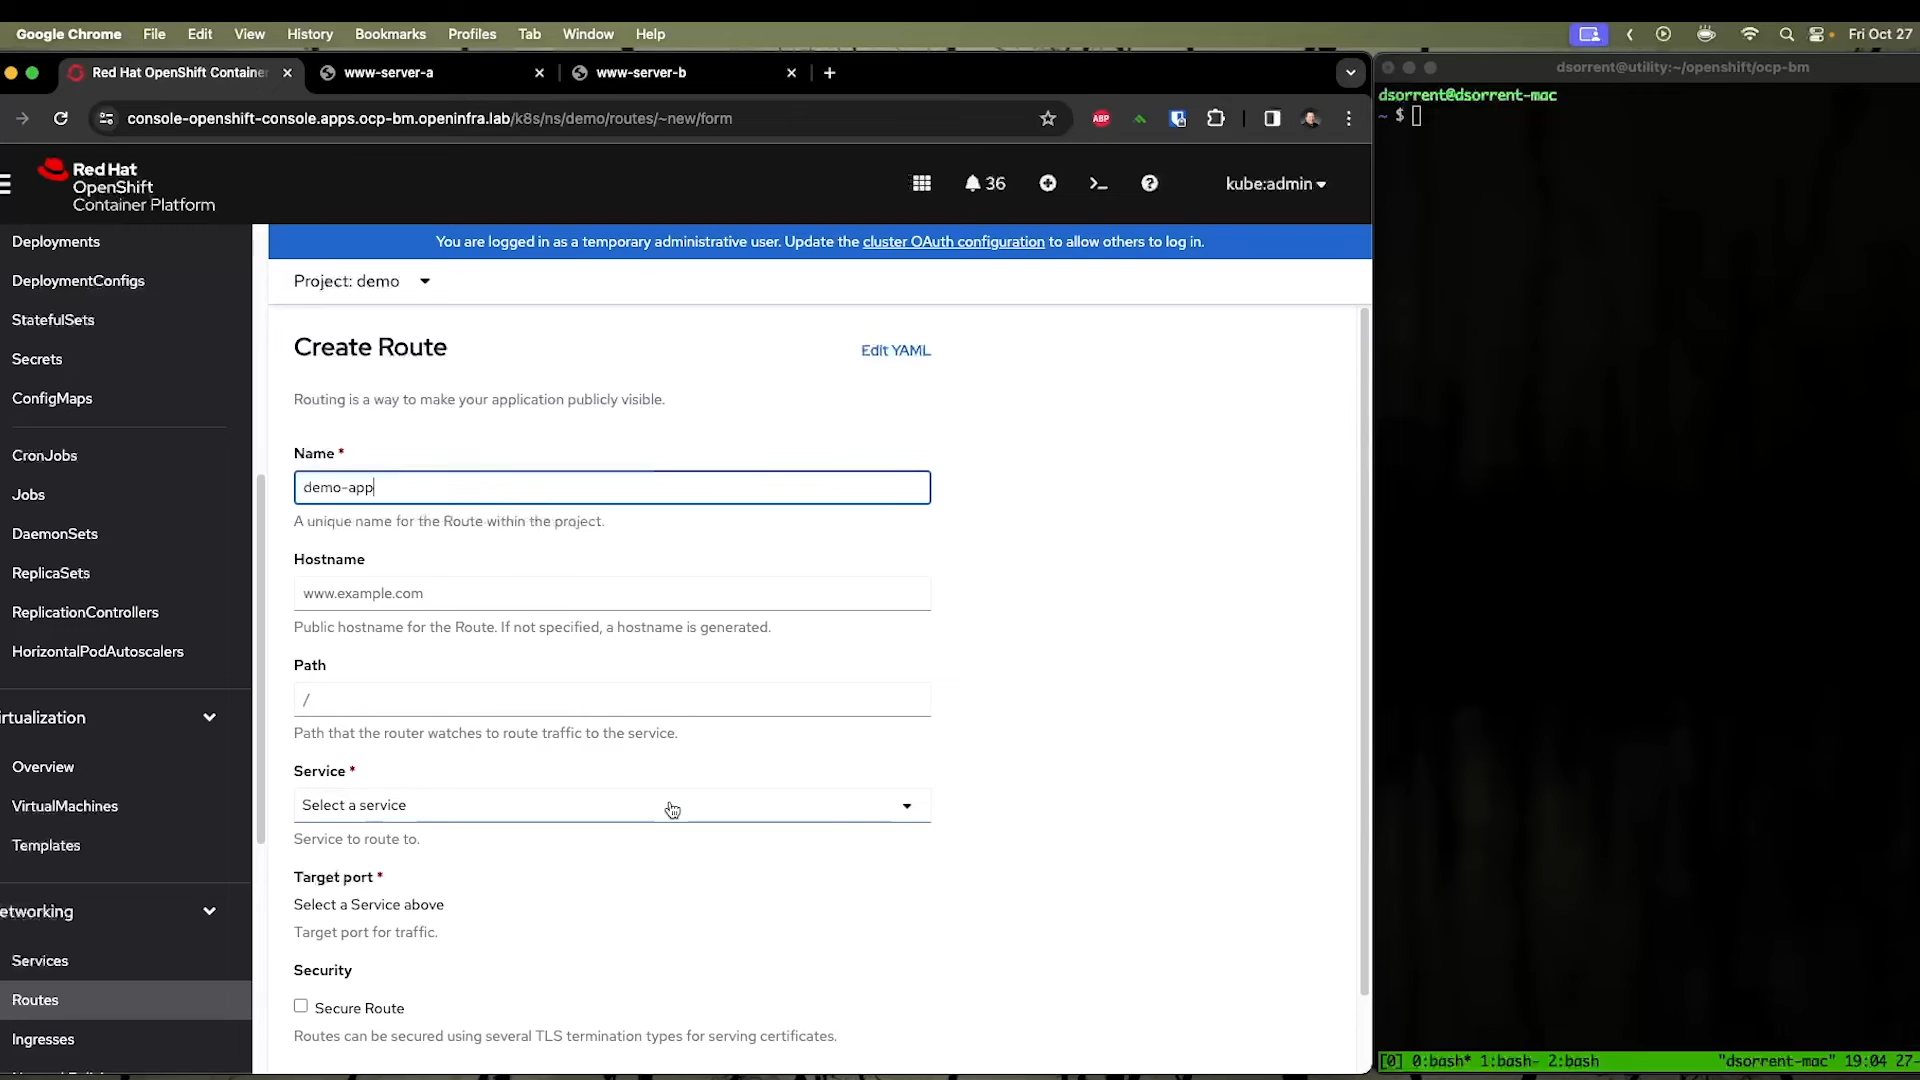 Google Chrome File Edit View History Bookmarks Profiles Tab Window Help Fri Oct 27
Red Hat OpenShift Container www-server-a www-server-b
dsorrent@utility:~/openshift/ocp-bm
console-openshift-console.apps.ocp-bm.openinfra.lab/k8s/ns/demo/routes/~new/form
ABP
dsorrent@dsorrent-mac
~ $
Red Hat
OpenShift
Container Platform
36
kube:admin
You are logged in as a temporary administrative user. Update the cluster OAuth configuration to allow others to log in.
Project: demo
Deployments
DeploymentConfigs
StatefulSets
Secrets
ConfigMaps
CronJobs
Jobs
DaemonSets
ReplicaSets
ReplicationControllers
HorizontalPodAutoscalers
irtualization
Overview
VirtualMachines
Templates
etworking
Services
Routes
Ingresses
Create Route
Edit YAML
Routing is a way to make your application publicly visible.
Name *
demo-app
A unique name for the Route within the project.
Hostname
www.example.com
Public hostname for the Route. If not specified, a hostname is generated.
Path
/
Path that the router watches to route traffic to the service.
Service *
Select a service
Service to route to.
Target port *
Select a Service above
Target port for traffic.
Security
Secure Route
Routes can be secured using several TLS termination types for serving certificates.
[0] 0:bash* 1:bash- 2:bash "dsorrent-mac" 19:04 27-